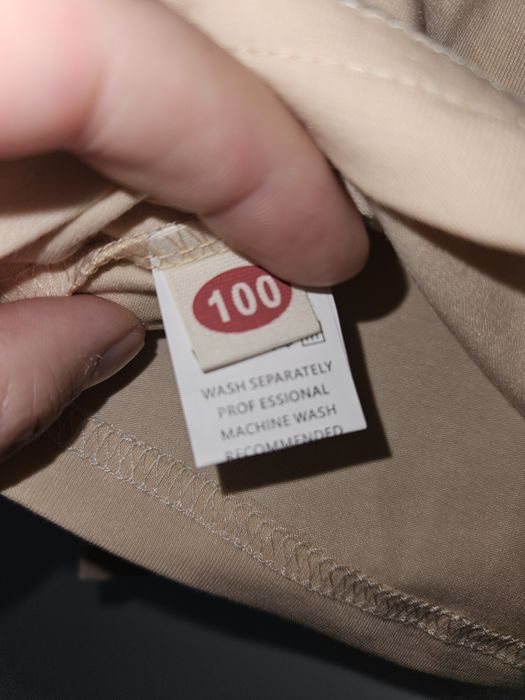 100
WASH SEPARATELY
PROF ESSIONAL
MACHINE WASH
RECOMMENDED